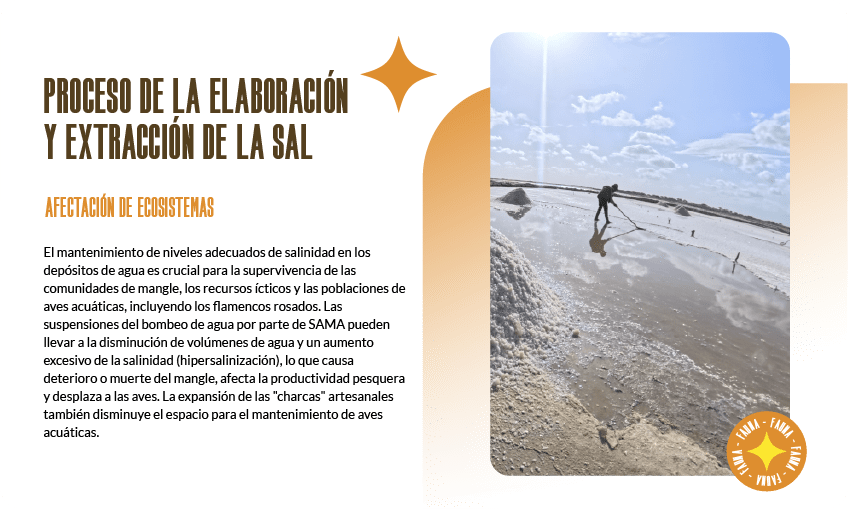 PROCESO DE LA ELABORACIÓN
Y EXTRACCIÓN DE LA SAL
AFECTACIÓN DE ECOSISTEMAS
El mantenimiento de niveles adecuados de salinidad en los
depósitos de agua es crucial para la supervivencia de las
comunidades de mangle, los recursos ícticos y las poblaciones de
aves acuáticas, incluyendo los flamencos rosados. Las
suspensiones del bombeo de agua por parte de SAMA pueden
llevar a la disminución de volúmenes de agua y un aumento
excesivo de la salinidad (hipersalinización), lo que causa
deterioro o muerte del mangle, afecta la productividad pesquera
y desplaza a las aves. La expansión de las "charcas" artesanales
también disminuye el espacio para el mantenimiento de aves
acuáticas.
FAUNA - FAUNA - FAUNA - FAUNA - FAUNA -